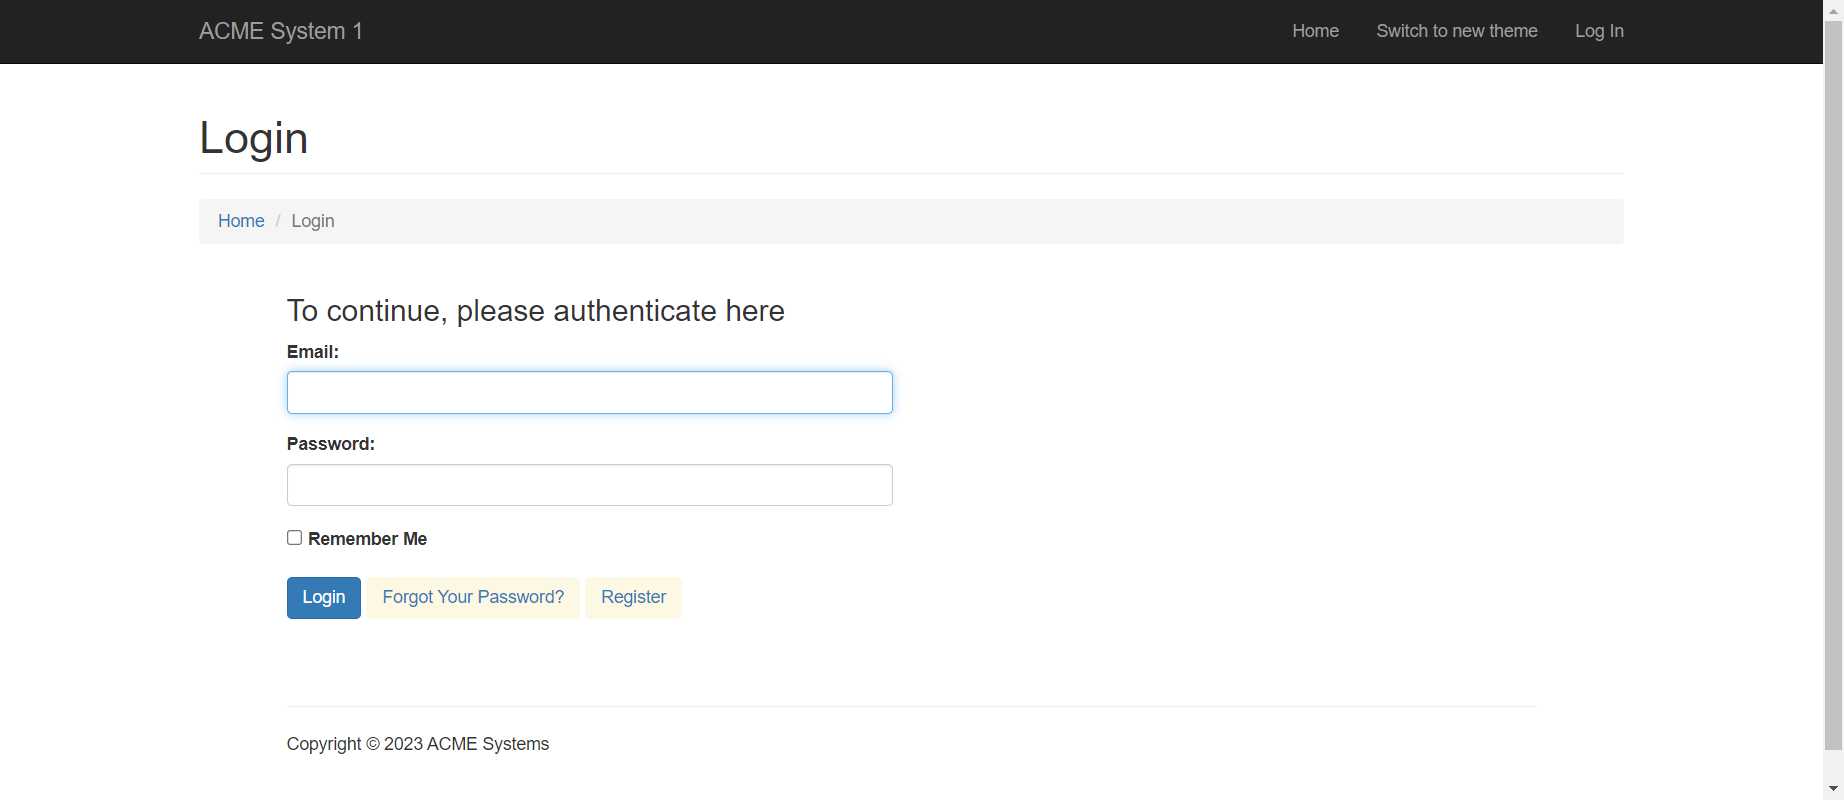 ACME System 1 Home Switch to new theme Log In
Login
Home / Login
To continue, please authenticate here
Email:
Password:
Remember Me
Login Forgot Your Password? Register
Copyright © 2023 ACME Systems